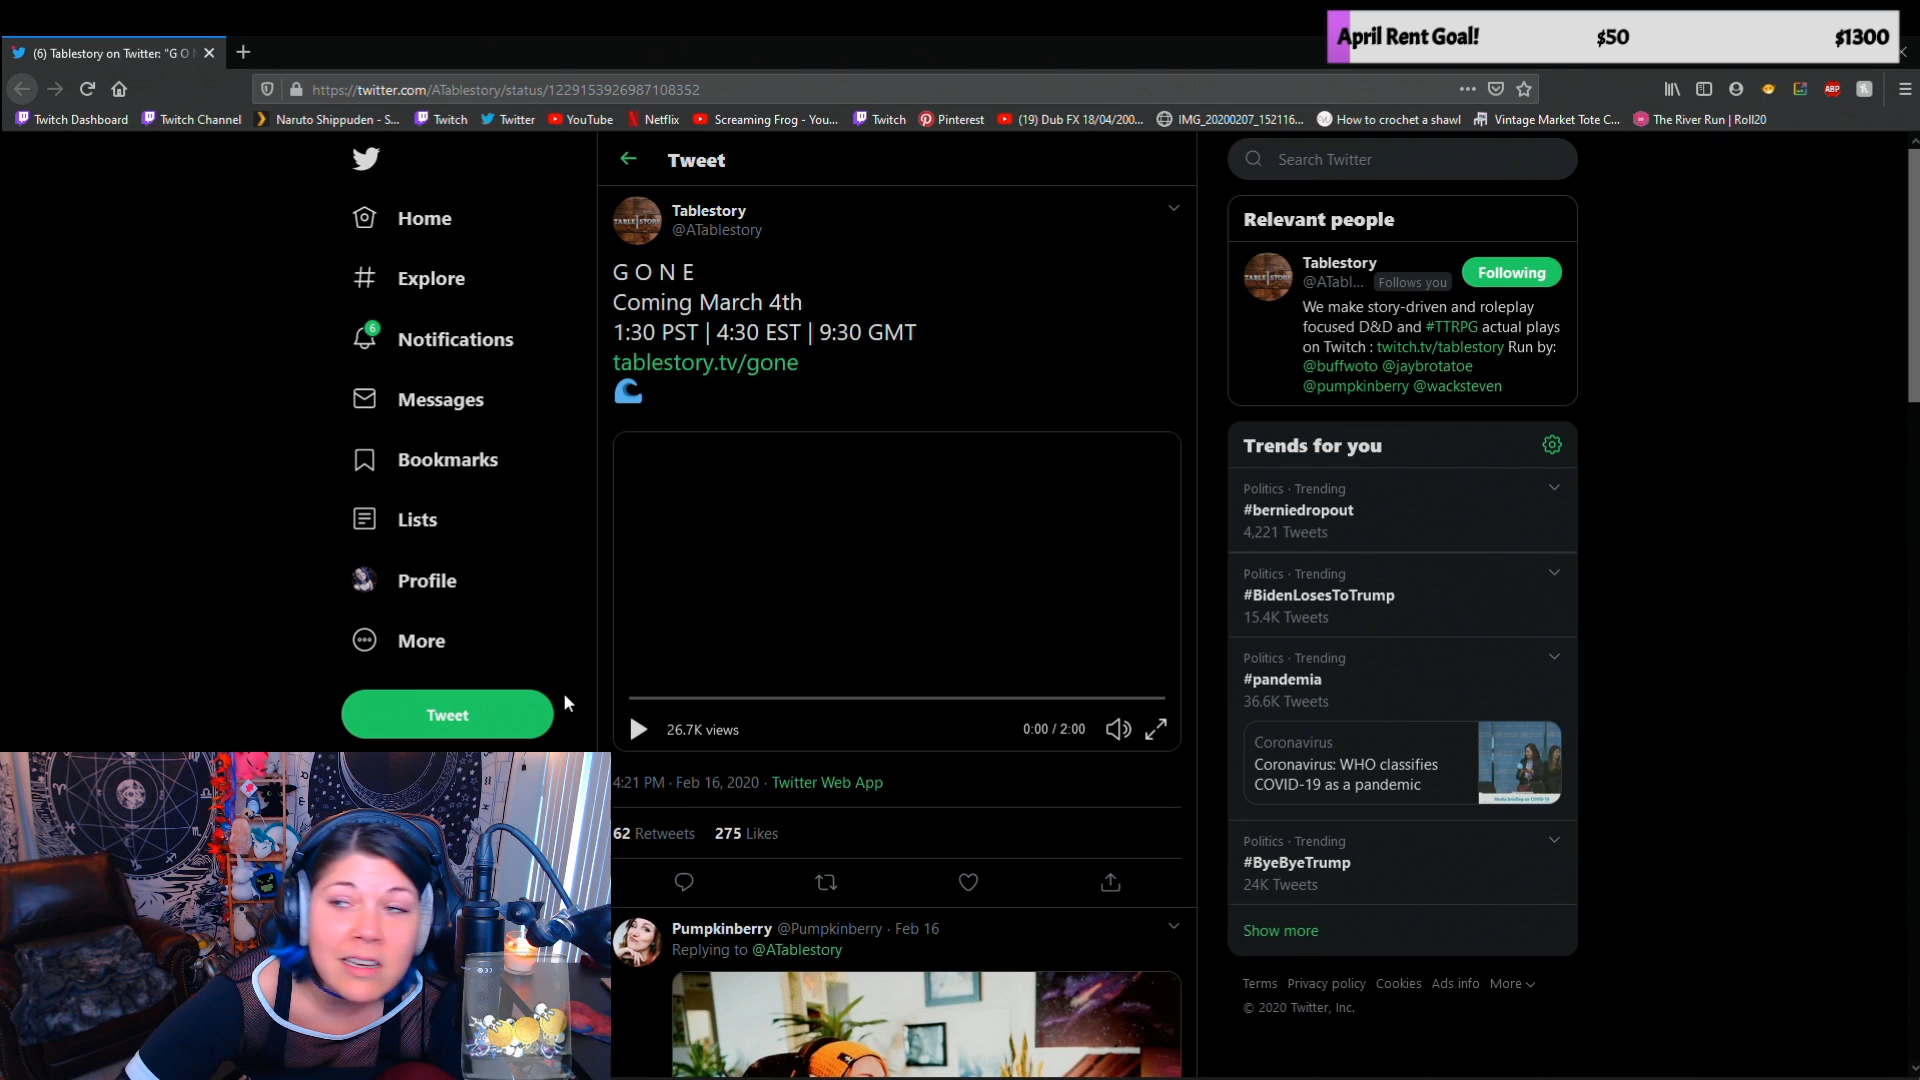 April Rent Goal! $50 $1300
(6) Tablestory on Twitter: "G O
https://twitter.com/ATablestory/status/1229153926987108352
ABP
Twitch Dashboard Twitch Channel Naruto Shippuden - S... Twitch Twitter YouTube Netflix Screaming Frog - You... Twitch Pinterest (19) Dub FX 18/04/200... IMG_20200207_152116... How to crochet a shawl Vintage Market Tote C... The River Run | Roll20
Home
Explore
6
Notifications
Messages
Bookmarks
Lists
Profile
More
Tweet
Tweet
TABLE STORY
Tablestory
@ATablestory
G O N E
Coming March 4th
1:30 PST | 4:30 EST | 9:30 GMT
tablestory.tv/gone
26.7K views
0:00 / 2:00
4:21 PM · Feb 16, 2020 · Twitter Web App
62 Retweets 275 Likes
Pumpkinberry @Pumpkinberry · Feb 16
Replying to @ATablestory
Search Twitter
Relevant people
TABLE STORY
Tablestory
@ATabl... Follows you
Following
We make story-driven and roleplay
focused D&D and #TTRPG actual plays
on Twitch : twitch.tv/tablestory Run by:
@buffwoto @jaybrotatoe
@pumpkinberry @wacksteven
Trends for you
Politics · Trending
#berniedropout
4,221 Tweets
Politics · Trending
#BidenLosesToTrump
15.4K Tweets
Politics · Trending
#pandemia
36.6K Tweets
Coronavirus
Coronavirus: WHO classifies
COVID-19 as a pandemic
Politics · Trending
#ByeByeTrump
24K Tweets
Show more
Terms Privacy policy Cookies Ads info More
© 2020 Twitter, Inc.